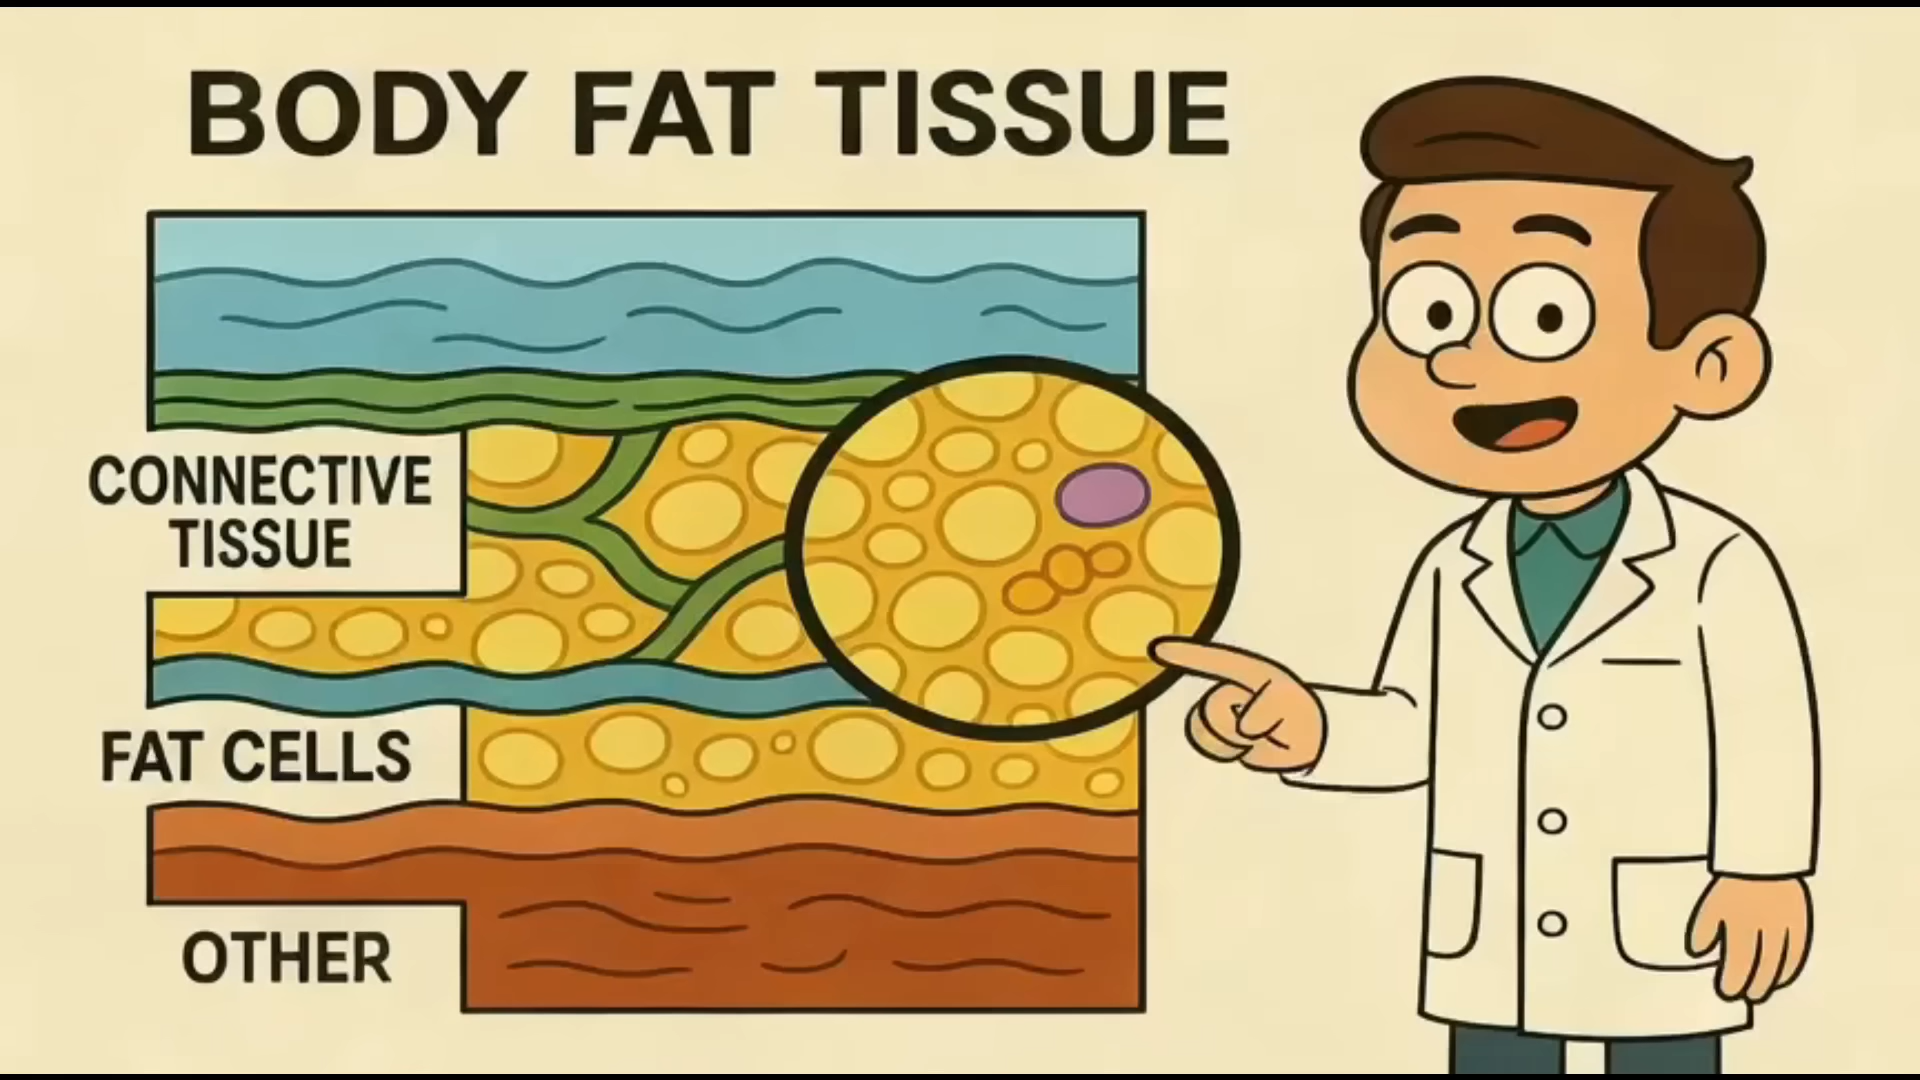 BODY FAT TISSUE
CONNECTIVE
TISSUE
FAT CELLS
OTHER